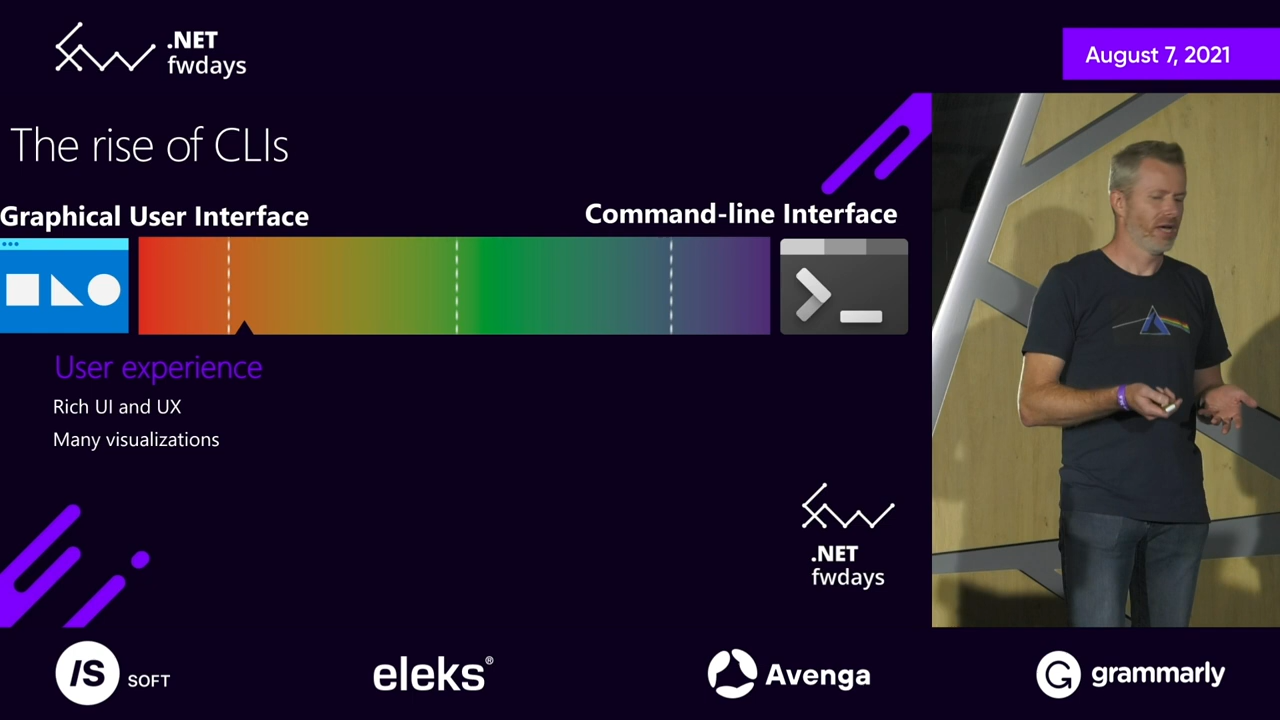 .NET
fwdays
August 7, 2021
The rise of CLIs
Graphical User Interface
Command-line Interface
User experience
Rich UI and UX
Many visualizations
.NET
fwdays
IS SOFT
eleks®
Avenga
grammarly